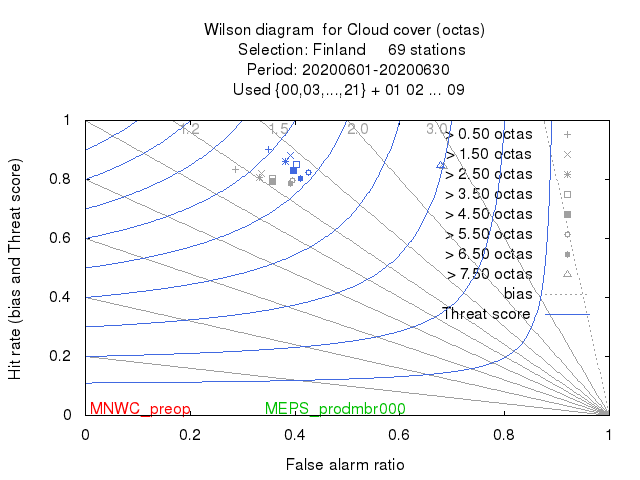 Wilson diagram for Cloud cover (octas)
Selection: Finland 69 stations
Period: 20200601-20200630
Used {00,03,...,21} + 01 02 ... 09
1.2 1.5 2.0 3.0
> 0.50 octas
> 1.50 octas
> 2.50 octas
> 3.50 octas
> 4.50 octas
> 5.50 octas
> 6.50 octas
> 7.50 octas
bias
Threat score
Hit rate (bias and Threat score)
1
0.8
0.6
0.4
0.2
0
MNWC_preop MEPS_prodmbr000
0 0.2 0.4 0.6 0.8 1
False alarm ratio